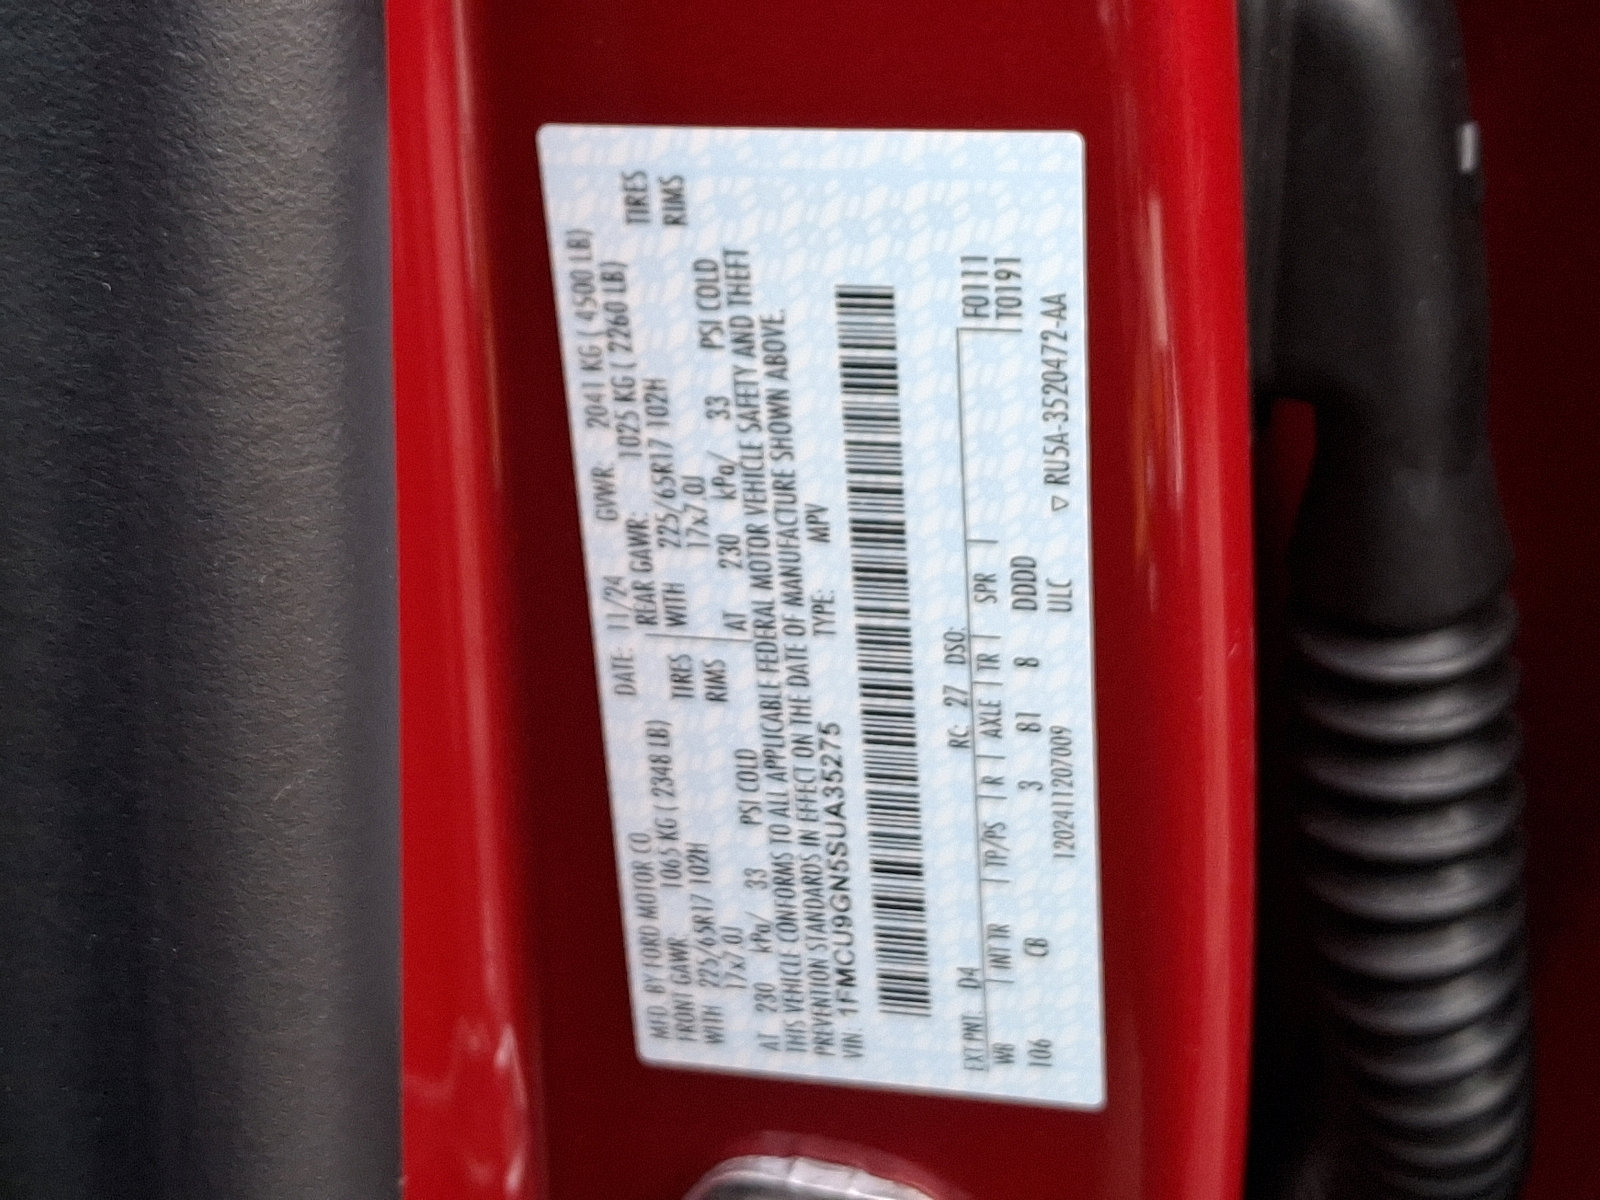 MFD BY FORD MOTOR CO DATE: 11/24 GVWR: 2041 KG ( 4500 LB)
FRONT GAWR: 1065 KG ( 2348 LB) REAR GAWR: 1025 KG ( 2260 LB)
WITH 225/65R17 102H TIRES WITH 225/65R17 102H TIRES
17x7.0J RIMS 17x7.0J RIMS
AT 230 kPa/ 33 PSI COLD AT 230 kPa/ 33 PSI COLD
THIS VEHICLE CONFORMS TO ALL APPLICABLE FEDERAL MOTOR VEHICLE SAFETY AND THEFT
PREVENTION STANDARDS IN EFFECT ON THE DATE OF MANUFACTURE SHOWN ABOVE.
VIN: 1FMCU9GN5SUA35275 TYPE: MPV
EXT PNT: D4 RC: 27 DSO: F0111
WB | INT TR | TP/PS | R | AXLE | TR | SPR | T0191
106 CB 3 81 8 DDDD
1202411207009 ULC ▽ RU5A-3520472-AA